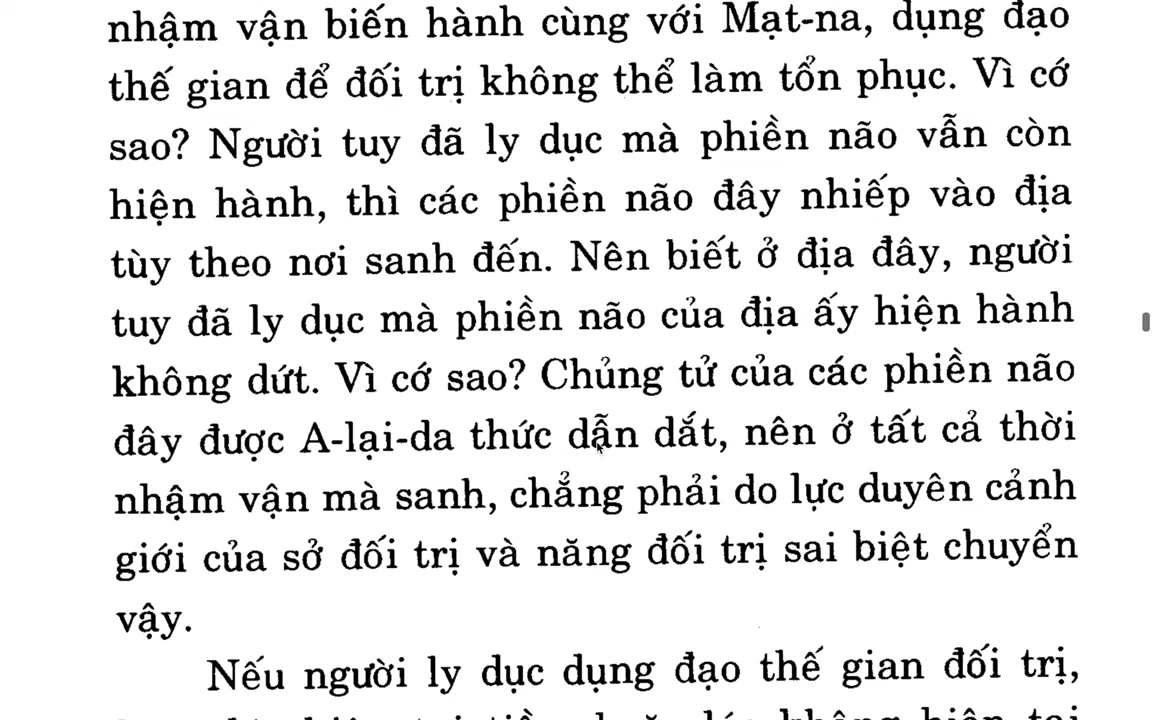 nhậm vận biến hành cùng với Mạt-na, dụng đạo
thế gian để đối trị không thể làm tổn phục. Vì cớ
sao? Người tuy đã ly dục mà phiền não vẫn còn
hiện hành, thì các phiền não đây nhiếp vào địa
tùy theo nơi sanh đến. Nên biết ở địa đây, người
tuy đã ly dục mà phiền não của địa ấy hiện hành
không dứt. Vì cớ sao? Chủng tử của các phiền não
đây được A-lại-da thức dẫn dắt, nên ở tất cả thời
nhậm vận mà sanh, chẳng phải do lực duyên cảnh
giới của sở đối trị và năng đối trị sai biệt chuyển
vậy.
Nếu người ly dục dụng đạo thế gian đối trị,